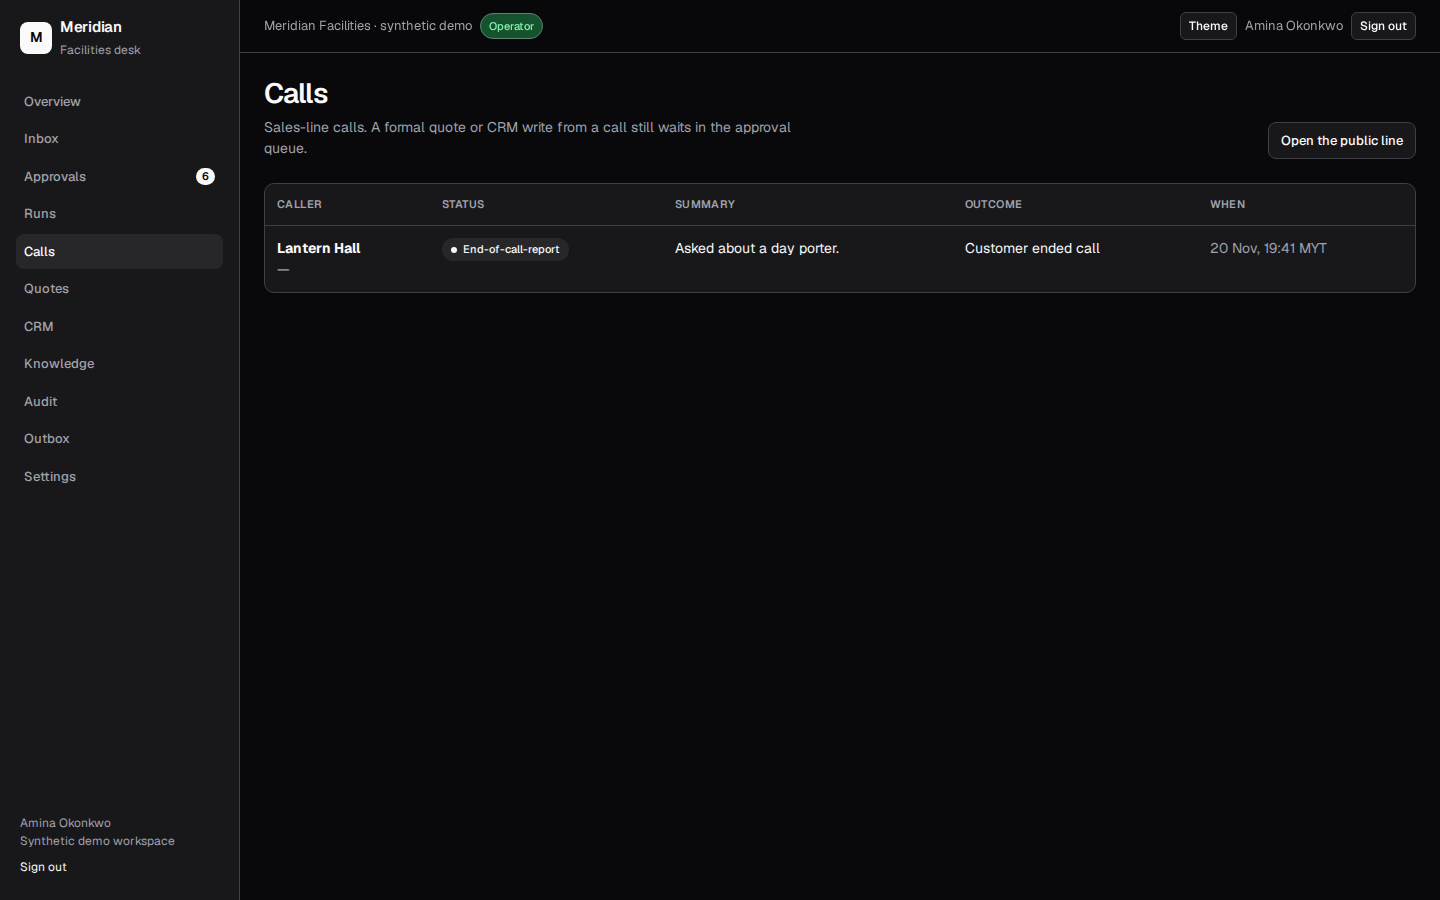 M
Meridian
Facilities desk
Overview
Inbox
Approvals 6
Runs
Calls
Quotes
CRM
Knowledge
Audit
Outbox
Settings
Amina Okonkwo
Synthetic demo workspace
Sign out
Meridian Facilities · synthetic demo Operator Theme Amina Okonkwo Sign out
Calls
Sales-line calls. A formal quote or CRM write from a call still waits in the approval
queue.
Open the public line
CALLER STATUS SUMMARY OUTCOME WHEN
Lantern Hall End-of-call-report Asked about a day porter. Customer ended call 20 Nov, 19:41 MYT
—